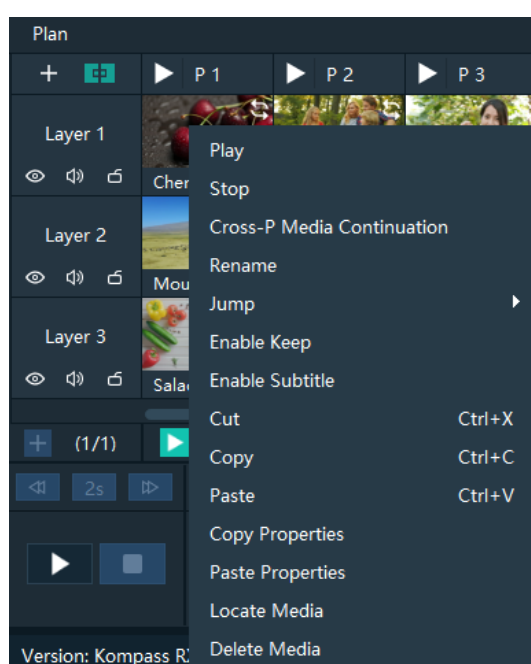 Plan
P 1
P 2
P 3
Layer 1
Layer 2
Mou
Layer 3
(1/1)
2s
Play
Stop
Cross-P Media Continuation
Rename
Jump
Enable Keep
Enable Subtitle
Cut Ctrl+X
Copy Ctrl+C
Paste Ctrl+V
Copy Properties
Paste Properties
Locate Media
Delete Media
Cher
Sala
Version: Kompass R